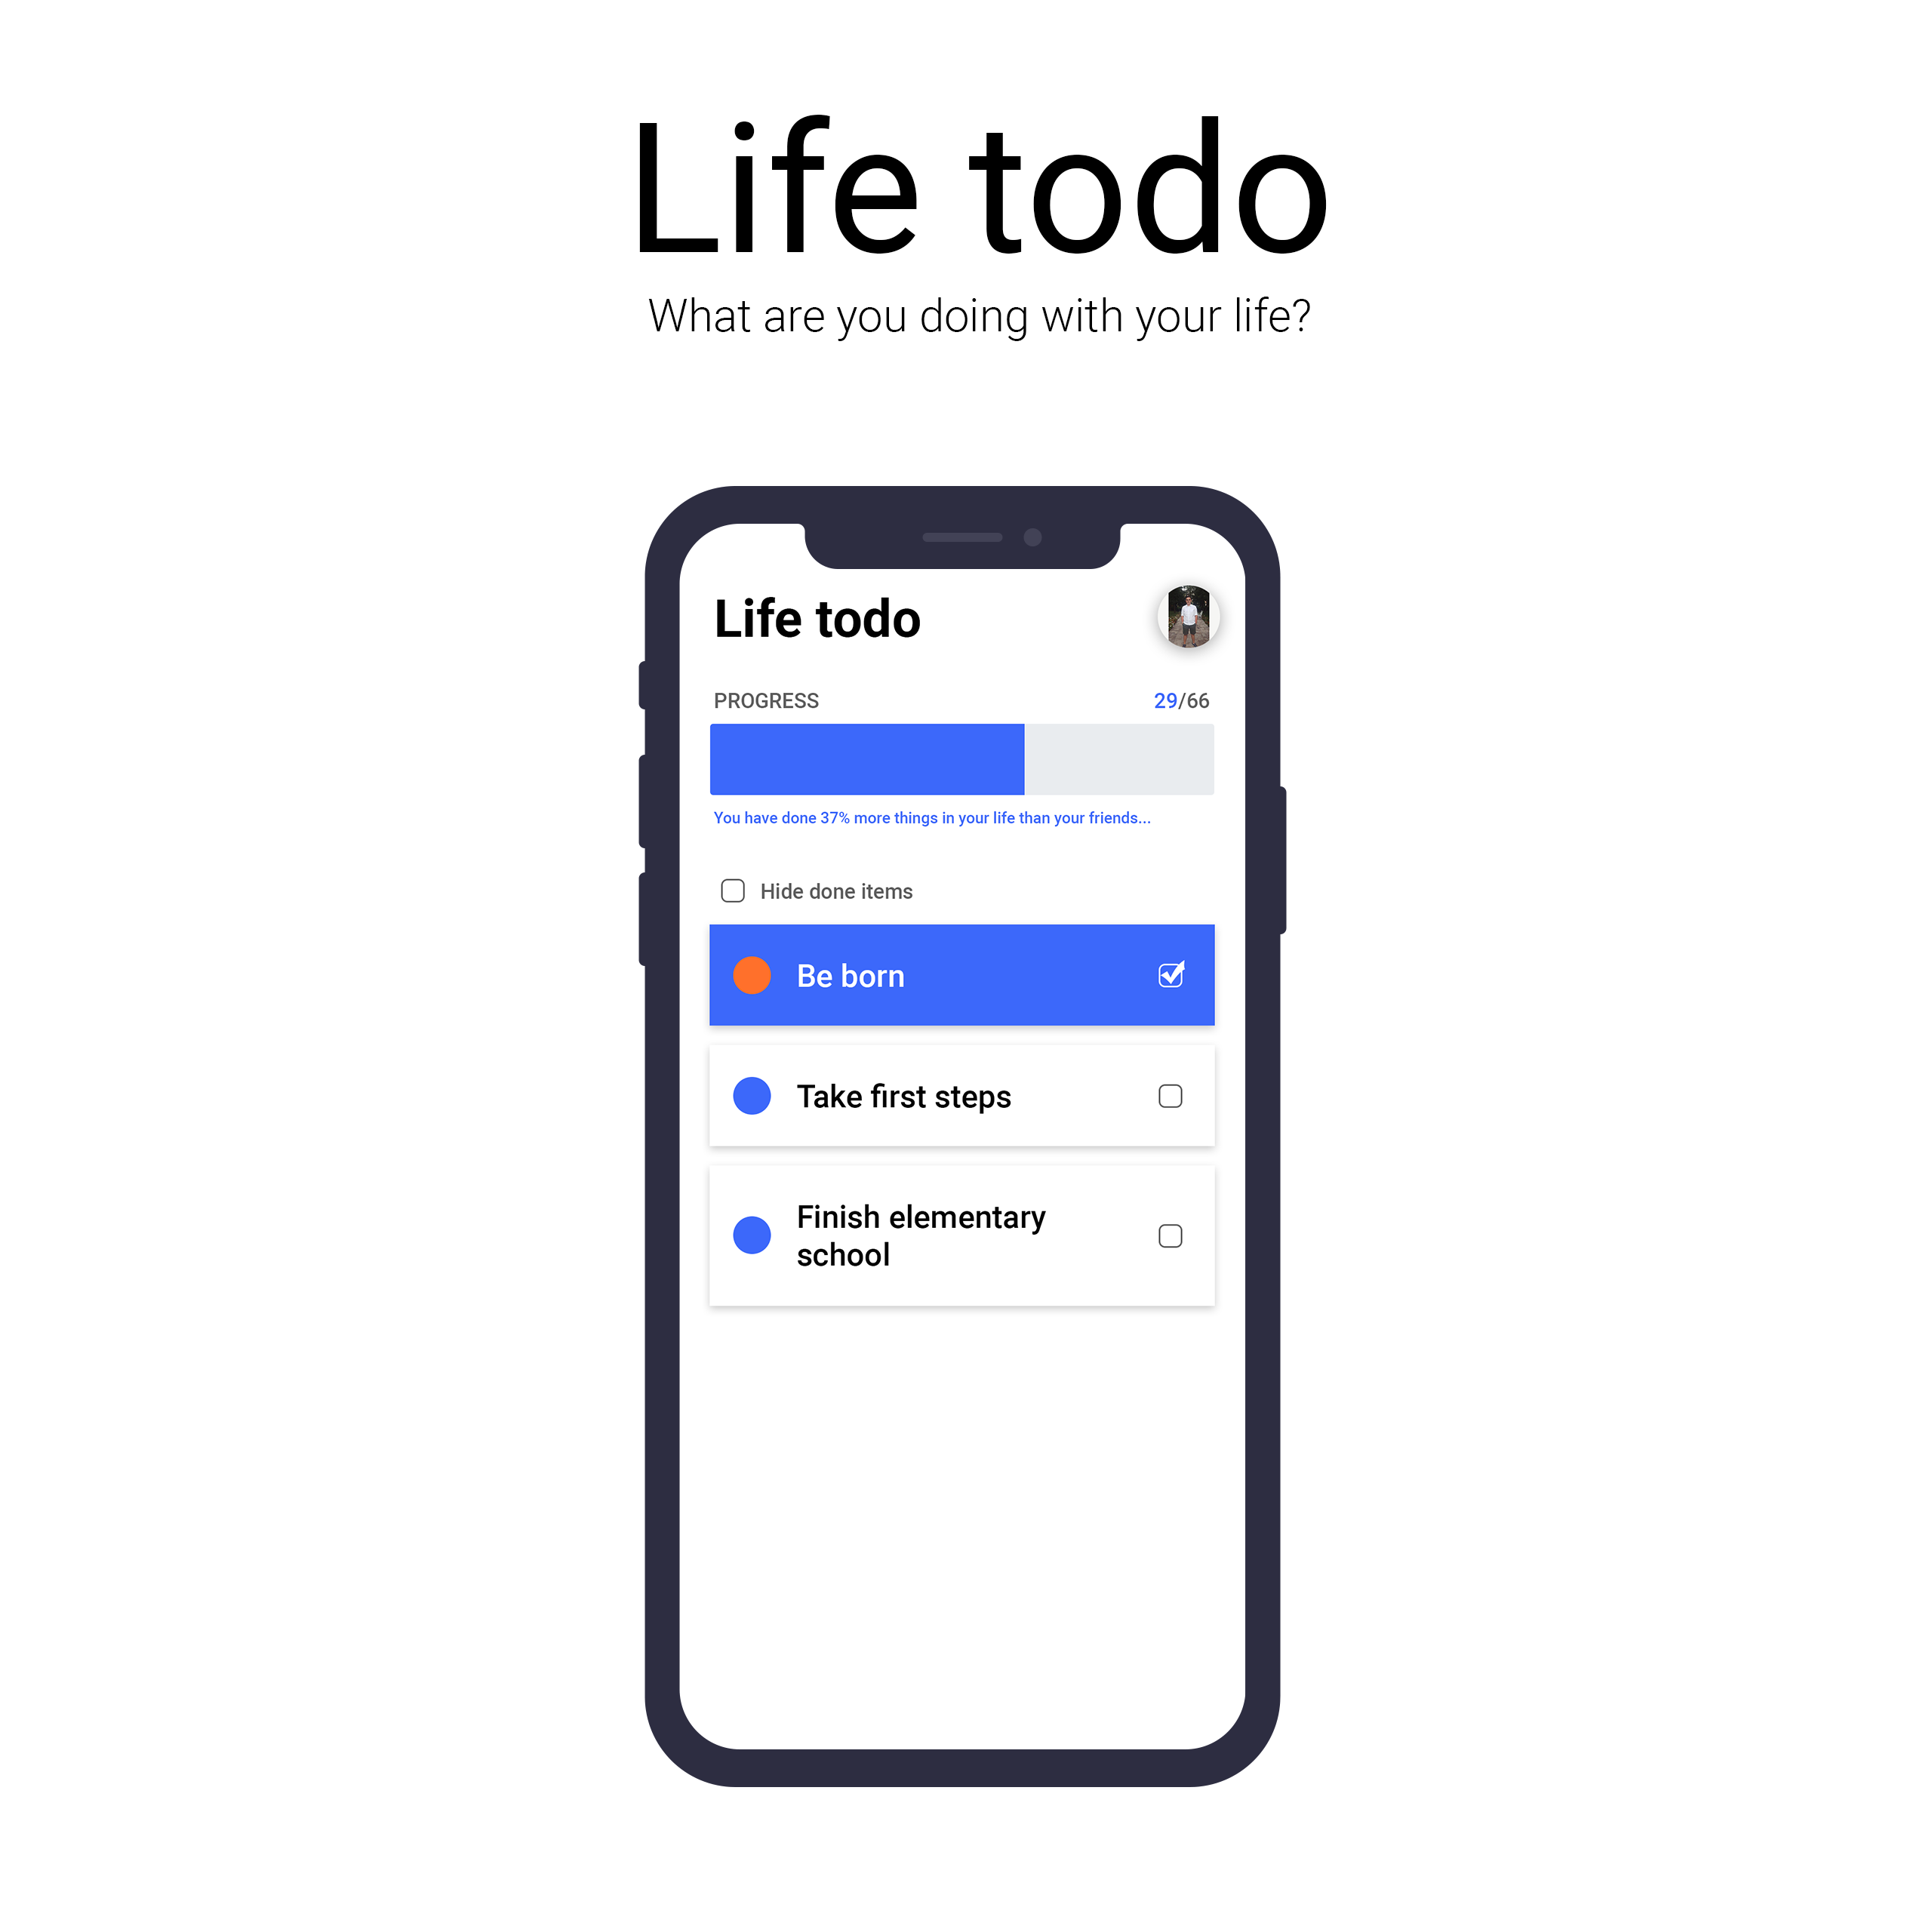 Life todo
What are you doing with your life?
Life todo
PROGRESS 29/66
You have done 37% more things in your life than your friends...
Hide done items
Be born
Take first steps
Finish elementary
school